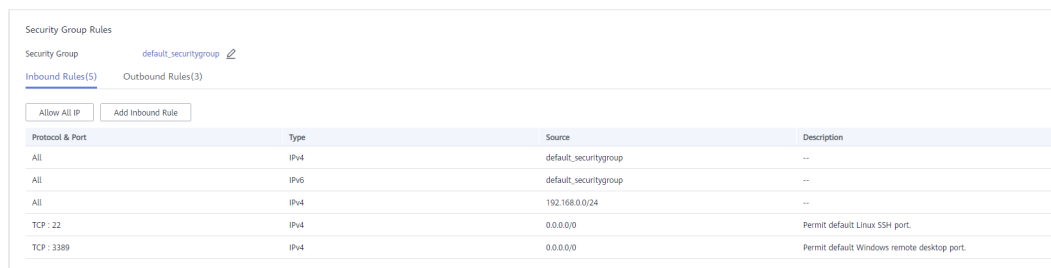 Security Group Rules
Security Group default_securitygroup
Inbound Rules(5) Outbound Rules(3)
Allow All IP Add Inbound Rule
Protocol & Port Type Source Description
All IPv4 default_securitygroup --
All IPv6 default_securitygroup --
All IPv4 192.168.0.0/24 --
TCP : 22 IPv4 0.0.0.0/0 Permit default Linux SSH port.
TCP : 3389 IPv4 0.0.0.0/0 Permit default Windows remote desktop port.